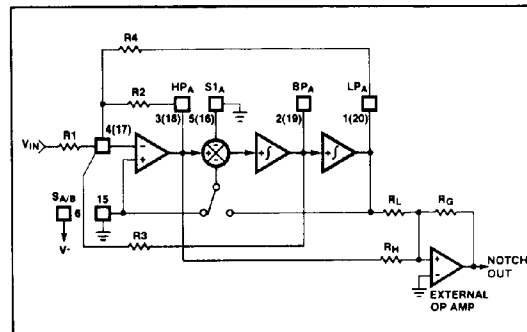 R4
R2
HPA
S1A
BPA
LPA
3(18)
5(16)
2(19)
1(20)
VIN
R1
4(17)
-
+
+
-
-
+∫
+∫
SA/B
6
15
V-
R3
RL
RG
RH
+
-
NOTCH
OUT
EXTERNAL
OP AMP